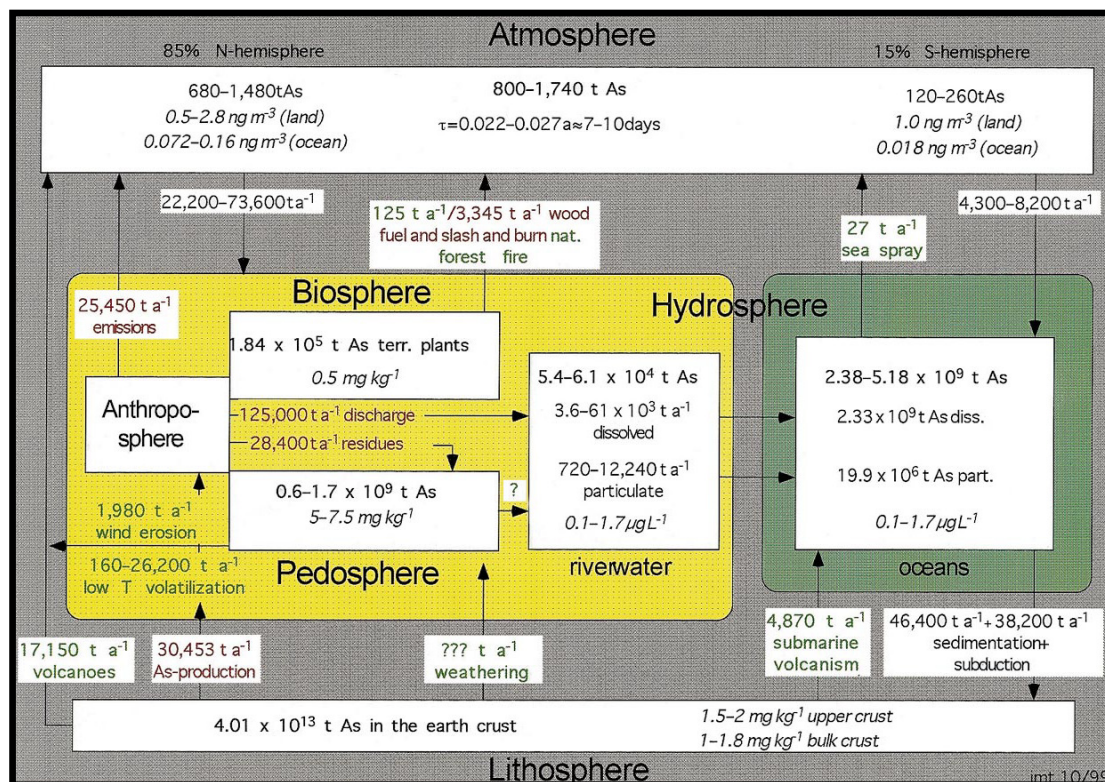 Atmosphere
85% N-hemisphere
15% S-hemisphere
680–1,480tAs
0.5–2.8 ng m⁻³ (land)
0.072–0.16 ng m⁻³ (ocean)
800–1,740 t As
τ=0.022–0.027a≈7–10days
120–260tAs
1.0 ng m⁻³ (land)
0.018 ng m⁻³ (ocean)
22,200–73,600ta⁻¹
125 t a⁻¹/3,345 t a⁻¹ wood
fuel and slash and burn nat.
forest fire
27 t a⁻¹
sea spray
4,300–8,200ta⁻¹
25,450 t a⁻¹
emissions
Biosphere
Hydrosphere
1.84 x 10⁵ t As terr. plants
0.5 mg kg⁻¹
Anthropo-
sphere
125,000ta⁻¹ discharge
28,400ta⁻¹ residues
5.4–6.1 x 10⁴ t As
3.6–61 x 10³ ta⁻¹
dissolved
720–12,240ta⁻¹
particulate
0.1–1.7µgL⁻¹
riverwater
2.38–5.18 x 10⁹ t As
2.33x10⁹t As diss.
19.9 x 10⁶ t As part.
0.1–1.7µgL⁻¹
oceans
0.6–1.7 x 10⁹ t As
5–7.5 mg kg⁻¹
?
1,980 t a⁻¹
wind erosion
160–26,200 t a⁻¹
low T volatilization
Pedosphere
17,150 t a⁻¹
volcanoes
30,453 t a⁻¹
As-production
??? t a⁻¹
weathering
4,870 t a⁻¹
submarine
volcanism
46,400 ta⁻¹+38,200 ta⁻¹
sedimentation+
subduction
4.01 x 10¹³ t As in the earth crust
1.5–2 mg kg⁻¹ upper crust
1–1.8 mg kg⁻¹ bulk crust
Lithosphere